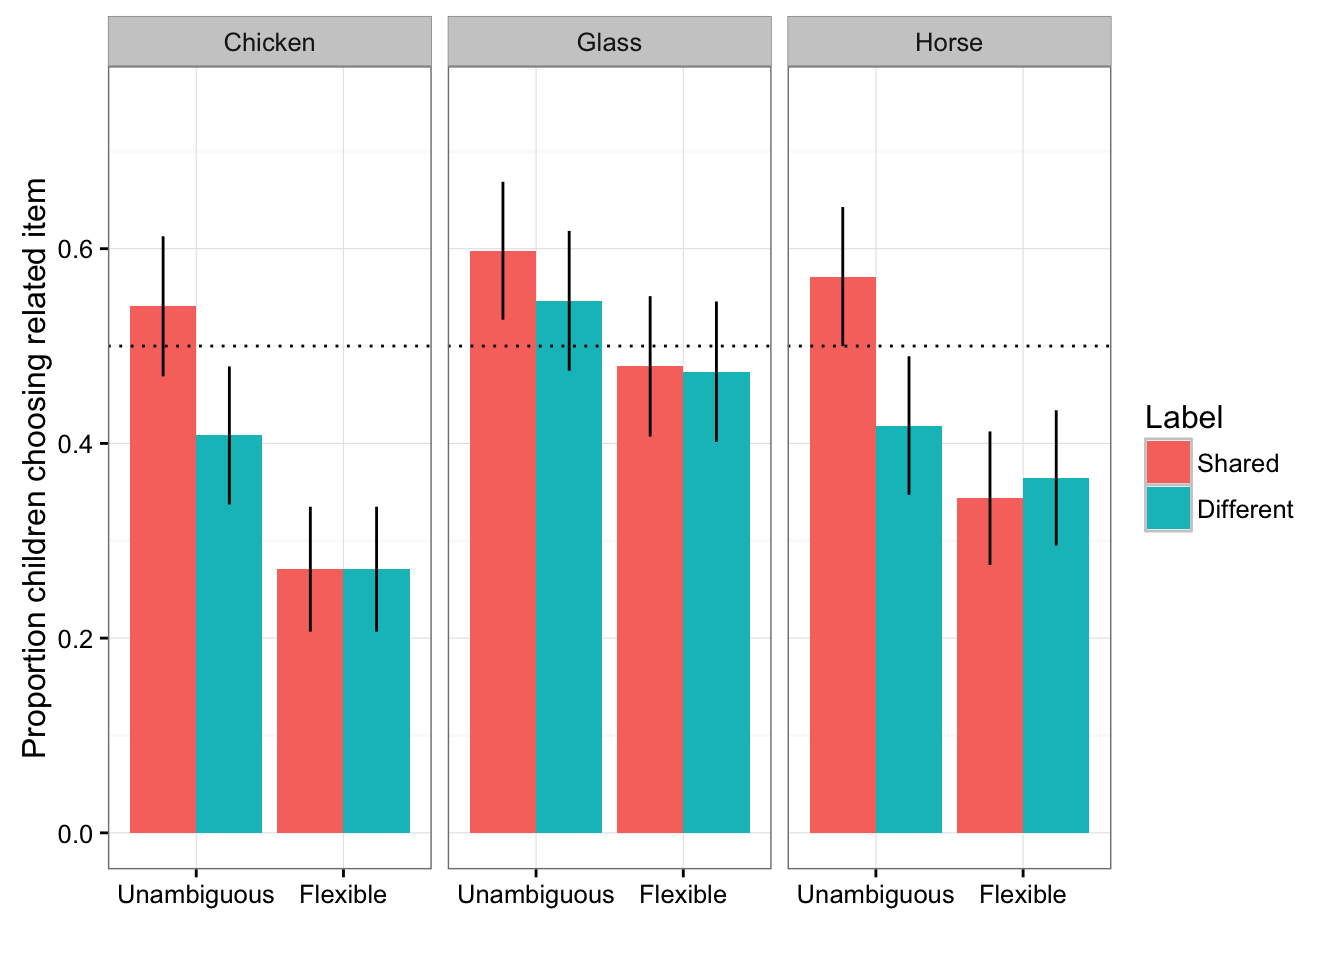 Chicken
Glass
Horse
Proportion children choosing related item
0.6
0.4
0.2
0.0
Unambiguous Flexible
Unambiguous Flexible
Unambiguous Flexible
Label
Shared
Different